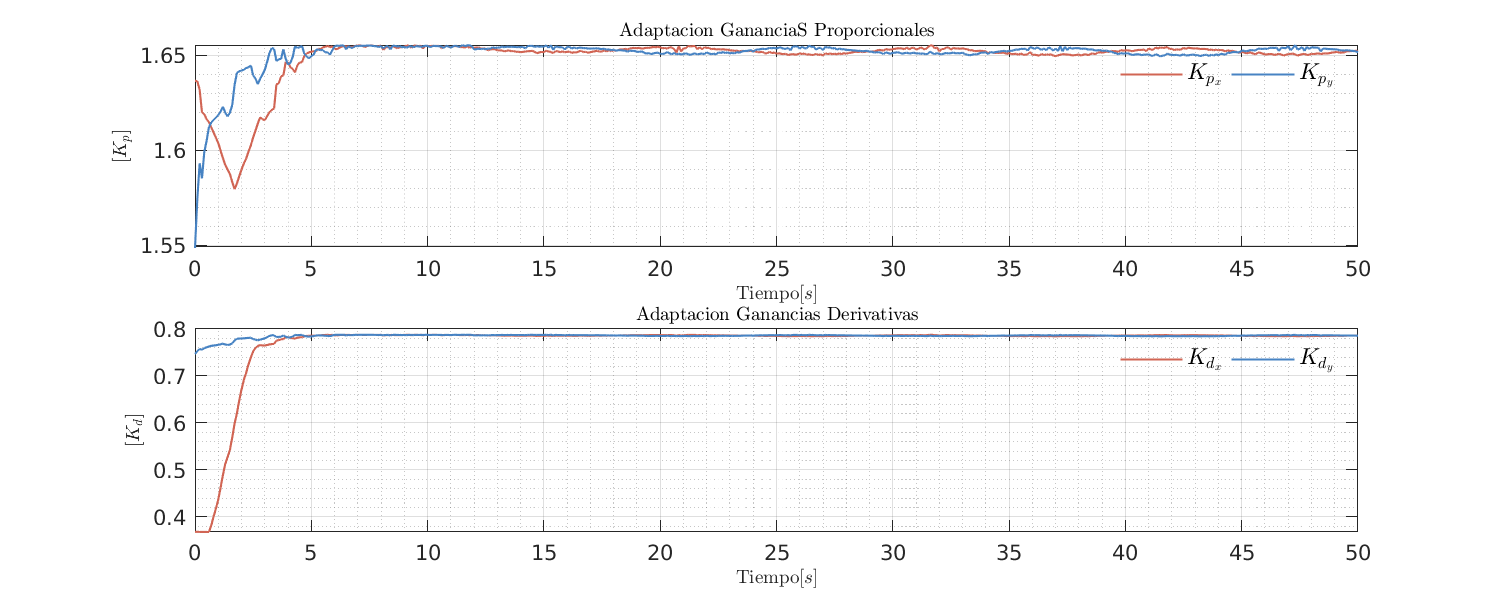 Adaptacion GananciaS Proporcionales
1.65
1.6
1.55
[K_p]
K_{p_x} K_{p_y}
0 5 10 15 20 25 30 35 40 45 50
Tiempo[s]
Adaptacion Ganancias Derivativas
0.8
0.7
0.6
0.5
0.4
[K_d]
K_{d_x} K_{d_y}
0 5 10 15 20 25 30 35 40 45 50
Tiempo[s]